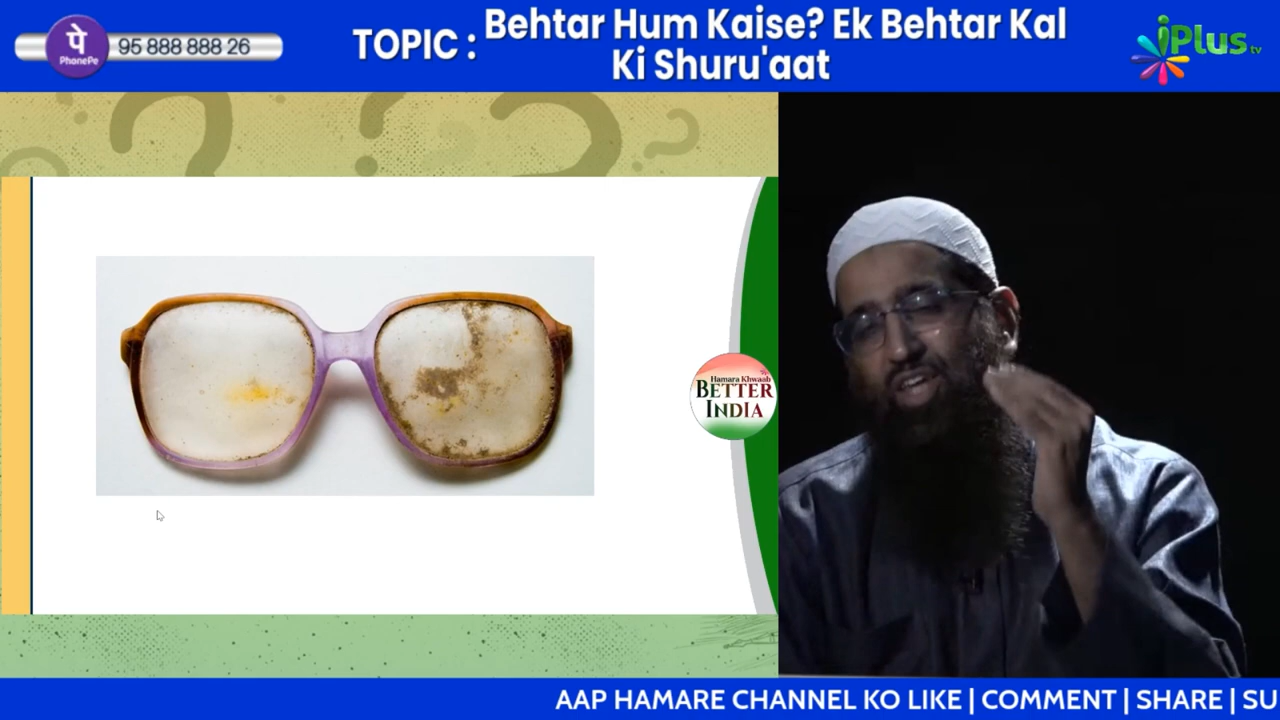 पे
PhonePe
95 888 888 26
TOPIC :
Behtar Hum Kaise? Ek Behtar Kal
Ki Shuru'aat
iPlus tv
Hamara Khwaab
BETTER
INDIA
AAP HAMARE CHANNEL KO LIKE | COMMENT | SHARE | SU